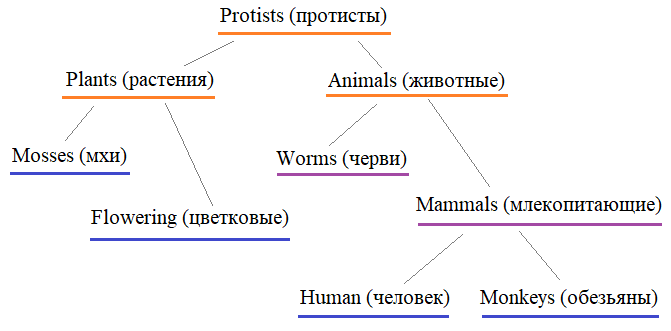 Protists (протисты)
Plants (растения)
Animals (животные)
Mosses (мхи)
Worms (черви)
Flowering (цветковые)
Mammals (млекопитающие)
Human (человек)
Monkeys (обезьяны)